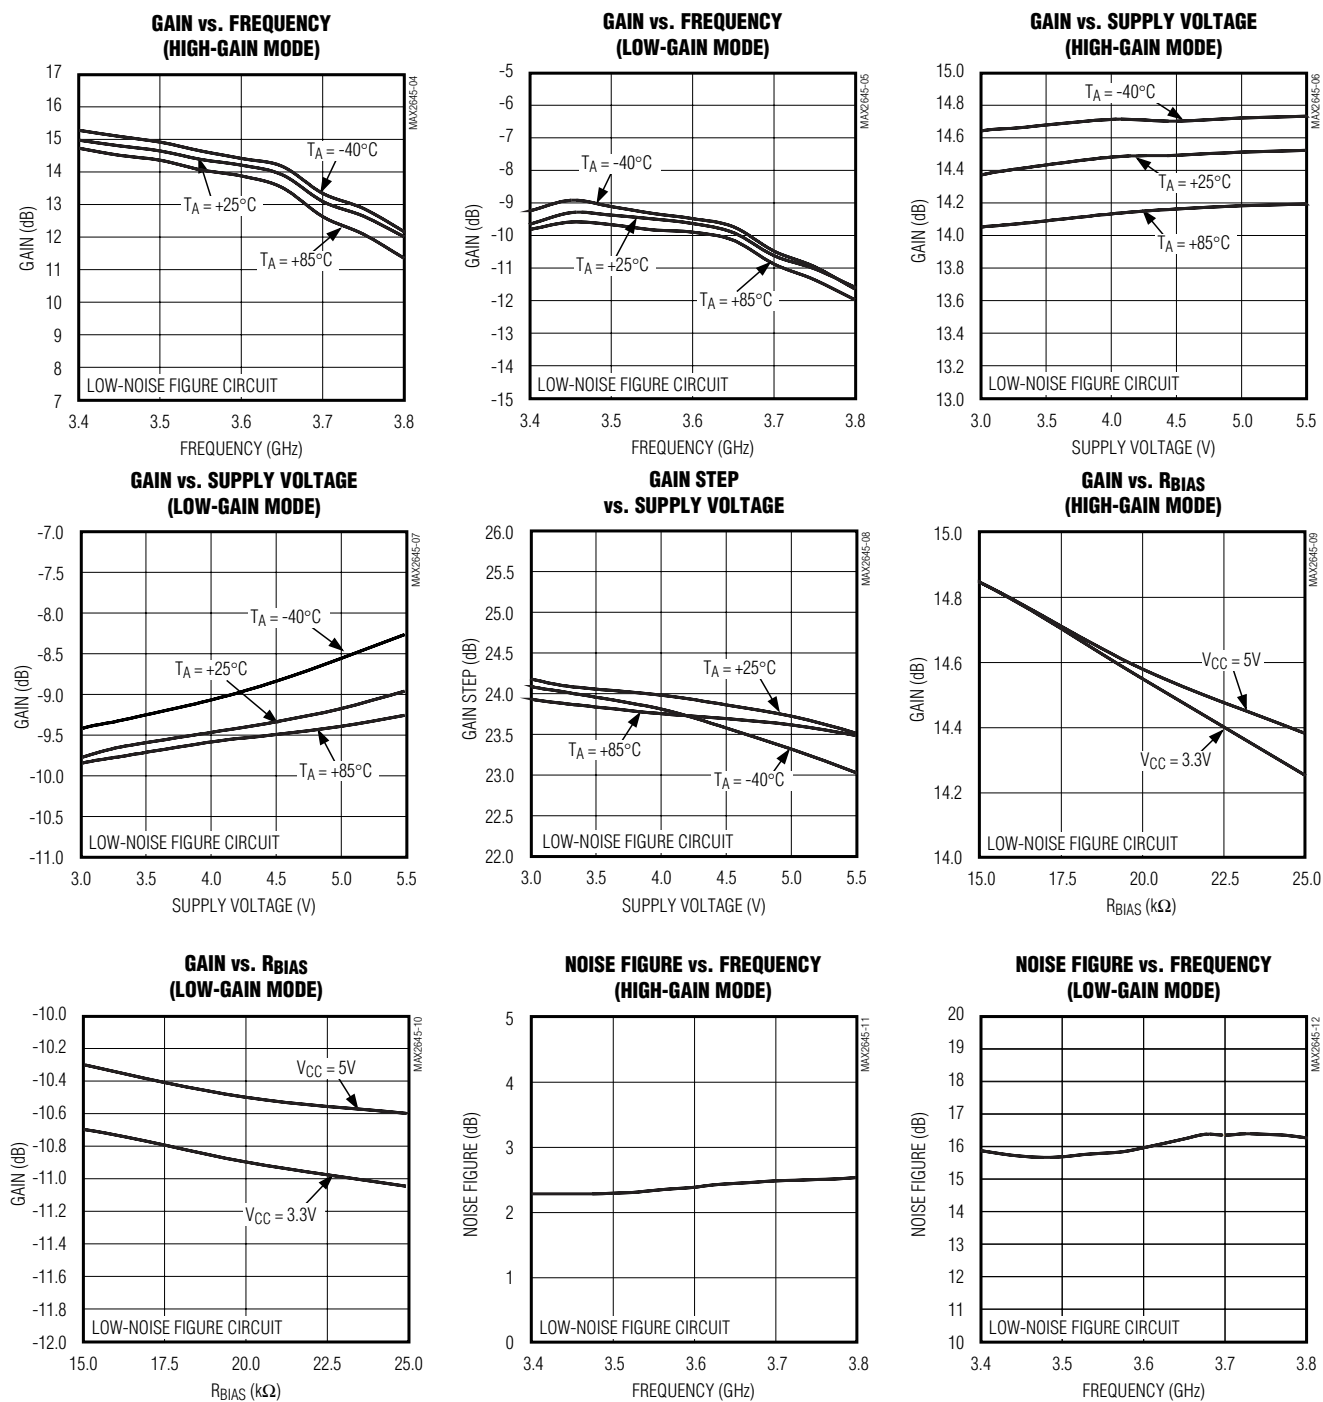 GAIN vs. FREQUENCY
(HIGH-GAIN MODE)
17
16
15
14
13
12
11
10
9
8
7
GAIN (dB)
MAX2645-04
TA = -40°C
TA = +25°C
TA = +85°C
LOW-NOISE FIGURE CIRCUIT
3.4 3.5 3.6 3.7 3.8
FREQUENCY (GHz)
GAIN vs. FREQUENCY
(LOW-GAIN MODE)
-5
-6
-7
-8
-9
-10
-11
-12
-13
-14
-15
GAIN (dB)
MAX2645-05
TA = -40°C
TA = +25°C
TA = +85°C
LOW-NOISE FIGURE CIRCUIT
3.4 3.5 3.6 3.7 3.8
FREQUENCY (GHz)
GAIN vs. SUPPLY VOLTAGE
(HIGH-GAIN MODE)
15.0
14.8
14.6
14.4
14.2
14.0
13.8
13.6
13.4
13.2
13.0
GAIN (dB)
MAX2645-06
TA = -40°C
TA = +25°C
TA = +85°C
LOW-NOISE FIGURE CIRCUIT
3.0 3.5 4.0 4.5 5.0 5.5
SUPPLY VOLTAGE (V)
GAIN vs. SUPPLY VOLTAGE
(LOW-GAIN MODE)
-7.0
-7.5
-8.0
-8.5
-9.0
-9.5
-10.0
-10.5
-11.0
GAIN (dB)
MAX2645-07
TA = -40°C
TA = +25°C
TA = +85°C
LOW-NOISE FIGURE CIRCUIT
3.0 3.5 4.0 4.5 5.0 5.5
SUPPLY VOLTAGE (V)
GAIN STEP
vs. SUPPLY VOLTAGE
26.0
25.5
25.0
24.5
24.0
23.5
23.0
22.5
22.0
GAIN STEP (dB)
MAX2645-08
TA = +25°C
TA = +85°C
TA = -40°C
LOW-NOISE FIGURE CIRCUIT
3.0 3.5 4.0 4.5 5.0 5.5
SUPPLY VOLTAGE (V)
GAIN vs. RBIAS
(HIGH-GAIN MODE)
15.0
14.8
14.6
14.4
14.2
14.0
GAIN (dB)
MAX2645-09
VCC = 5V
VCC = 3.3V
LOW-NOISE FIGURE CIRCUIT
15.0 17.5 20.0 22.5 25.0
RBIAS (kΩ)
GAIN vs. RBIAS
(LOW-GAIN MODE)
-10.0
-10.2
-10.4
-10.6
-10.8
-11.0
-11.2
-11.4
-11.6
-11.8
-12.0
GAIN (dB)
MAX2645-10
VCC = 5V
VCC = 3.3V
LOW-NOISE FIGURE CIRCUIT
15.0 17.5 20.0 22.5 25.0
RBIAS (kΩ)
NOISE FIGURE vs. FREQUENCY
(HIGH-GAIN MODE)
5
4
3
2
1
0
NOISE FIGURE (dB)
MAX2645-11
LOW-NOISE FIGURE CIRCUIT
3.4 3.5 3.6 3.7 3.8
FREQUENCY (GHz)
NOISE FIGURE vs. FREQUENCY
(LOW-GAIN MODE)
20
19
18
17
16
15
14
13
12
11
10
NOISE FIGURE (dB)
MAX2645-12
LOW-NOISE FIGURE CIRCUIT
3.4 3.5 3.6 3.7 3.8
FREQUENCY (GHz)